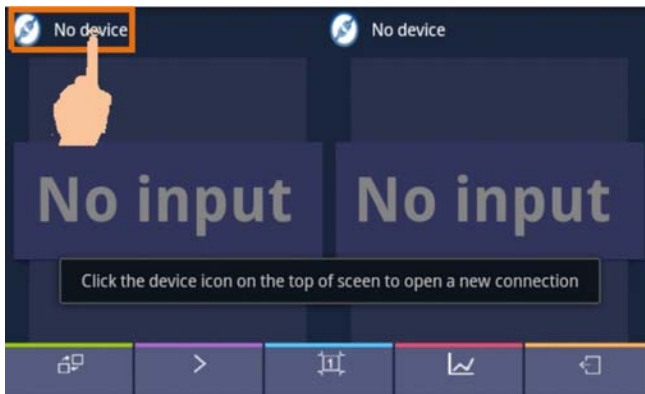 No device
No device
No input
No input
Click the device icon on the top of sceen to open a new connection
1